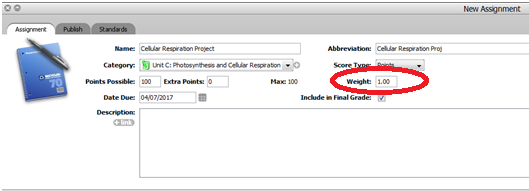 New Assignment
Assignment Publish Standards
Name: Cellular Respiration Project Abbreviation: Cellular Respiration Proj
Category: Unit C: Photosynthesis and Cellular Respiration Score Type: Points
Points Possible: 100 Extra Points: 0 Max: 100 Weight: 1.00
Date Due: 04/07/2017 Include in Final Grade:
Description:
link
70